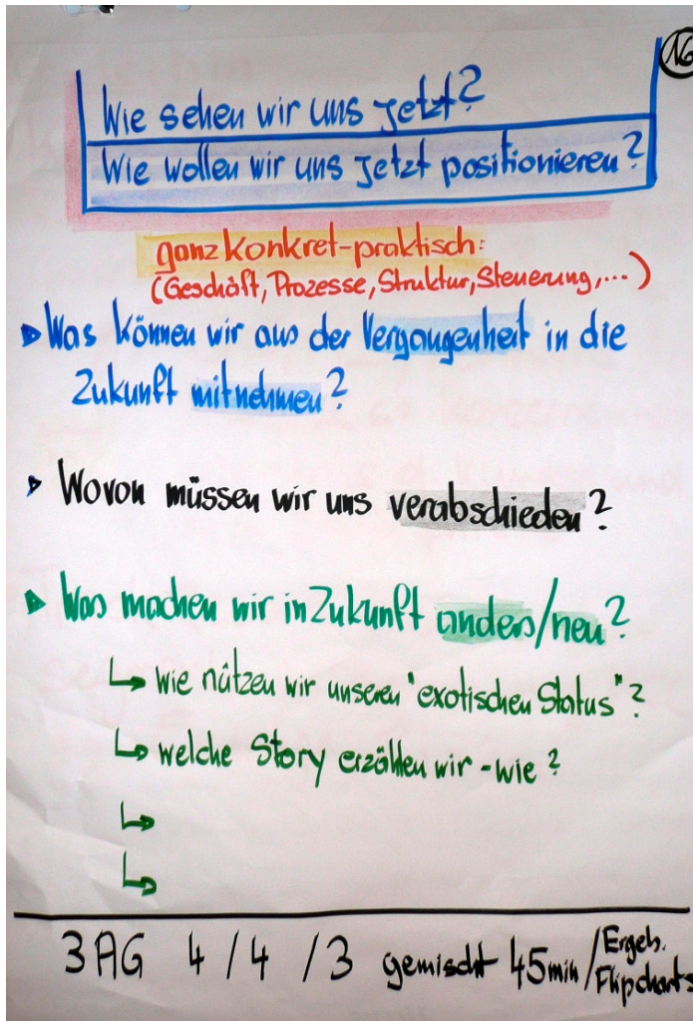 N6
Wie sehen wir uns jetzt?
Wie wollen wir uns jetzt positionieren?
ganz konkret-praktisch:
(Geschäft, Prozesse, Struktur, Steuerung, ...)
Was können wir aus der Vergangenheit in die
Zukunft mitnehmen?
Wovon müssen wir uns verabschieden?
Was machen wir in Zukunft anders/neu?
wie nützen wir unseren "exotischen Status"?
welche Story erzählen wir - wie?
3 AG 4 / 4 / 3 gemischt 45min / Ergeb.
Flipcharts